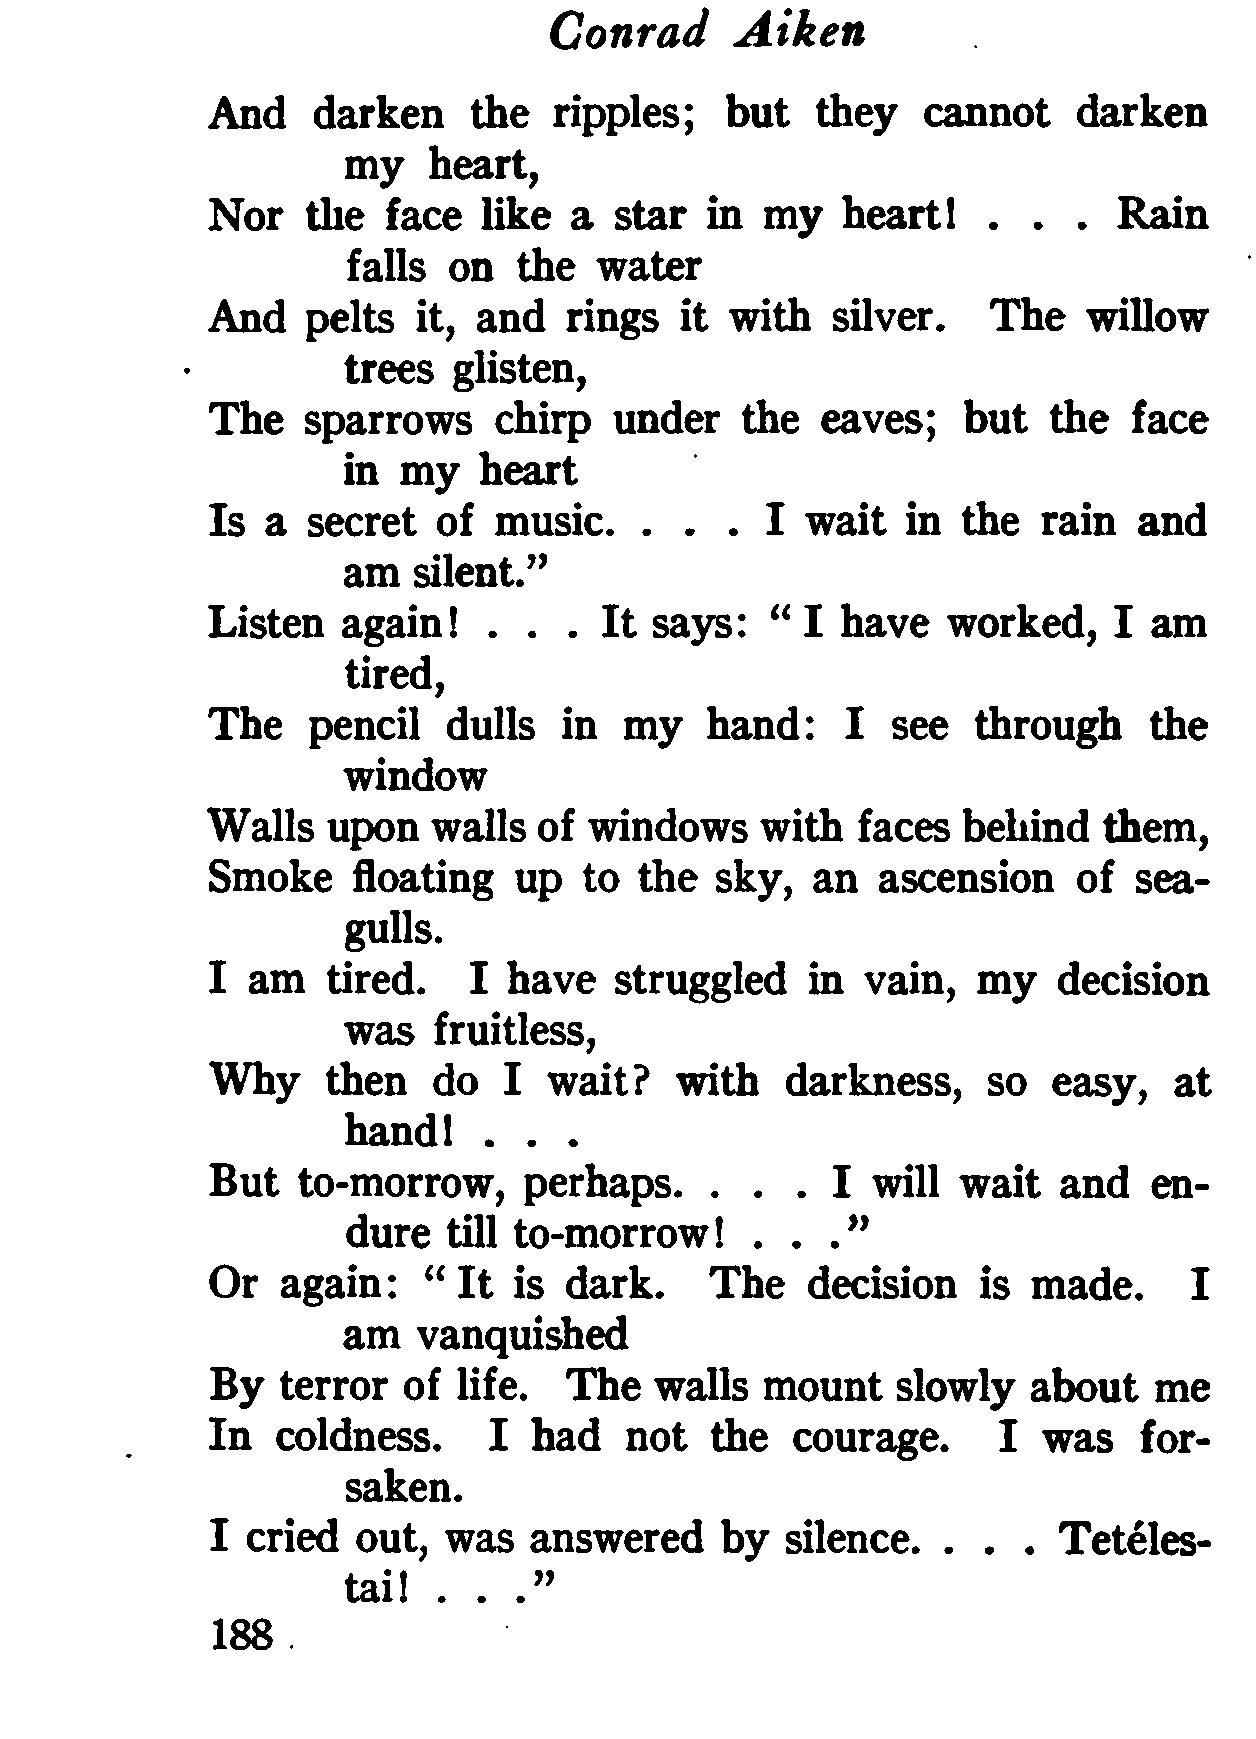 Conrad Aiken
And darken the ripples; but they cannot darken
my heart,
Nor the face like a star in my heart! . . . Rain
falls on the water
And pelts it, and rings it with silver. The willow
trees glisten,
The sparrows chirp under the eaves; but the face
in my heart
Is a secret of music. . . . I wait in the rain and
am silent.”
Listen again! . . . It says: “ I have worked, I am
tired,
The pencil dulls in my hand: I see through the
window
Walls upon walls of windows with faces behind them,
Smoke floating up to the sky, an ascension of sea-
gulls.
I am tired. I have struggled in vain, my decision
was fruitless,
Why then do I wait? with darkness, so easy, at
hand! . . .
But to-morrow, perhaps. . . . I will wait and en-
dure till to-morrow! . . .”
Or again: “ It is dark. The decision is made. I
am vanquished
By terror of life. The walls mount slowly about me
In coldness. I had not the courage. I was for-
saken.
I cried out, was answered by silence. . . . Tetéles-
tai! . . .”
188